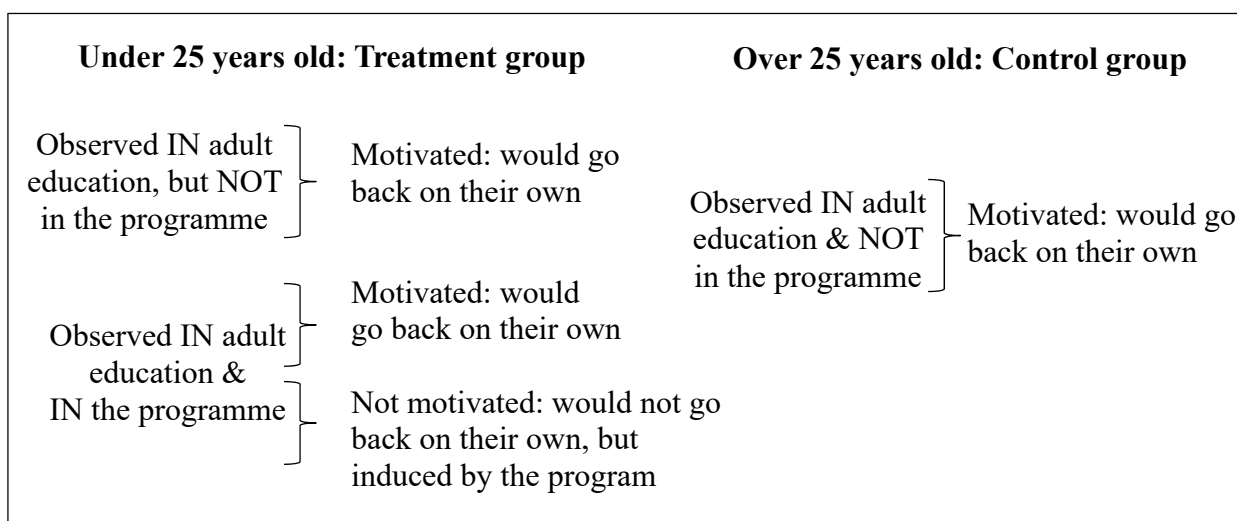 Under 25 years old: Treatment group
Observed IN adult
education, but NOT
in the programme
Motivated: would go
back on their own
Observed IN adult
education &
IN the programme
Motivated: would
go back on their own
Not motivated: would not go
back on their own, but
induced by the program
Over 25 years old: Control group
Observed IN adult
education & NOT
in the programme
Motivated: would go
back on their own